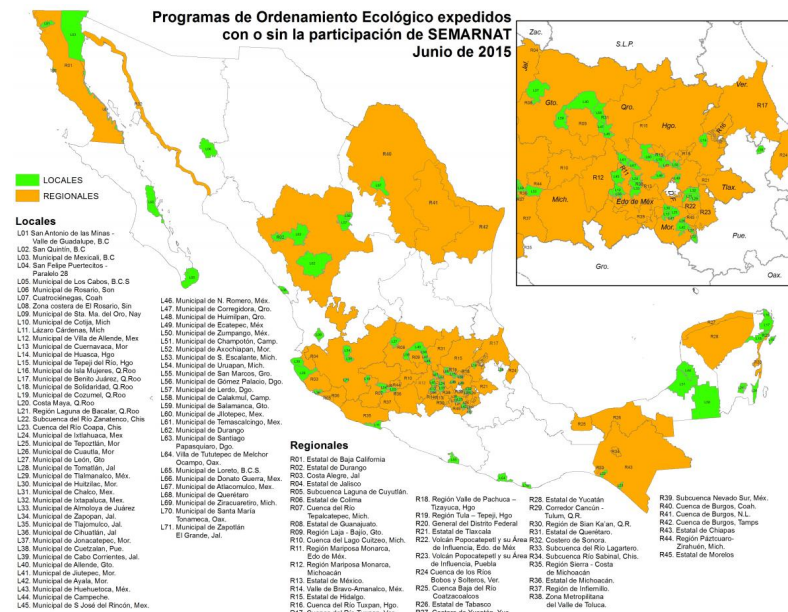 Programas de Ordenamiento Ecológico expedidos
con o sin la participación de SEMARNAT
Junio de 2015
LOCALES
REGIONALES
Zac.
S.L.P.
Jal.
Gto.
Qro.
Ver.
Hgo.
Mich.
Edo de Méx
Tlax.
Mor.
Pue.
Gro.
Oax.
Locales
L01 San Antonio de las Minas -
Valle de Guadalupe, B.C
L02. San Quintín, B.C
L03. Municipal de Mexicali, B.C
L04. San Felipe Puertecitos -
Paralelo 28
L05. Municipal de Los Cabos, B.C.S
L06 Municipal de Rosario, Son
L07. Cuatrociénegas, Coah
L08. Zona costera de El Rosario, Sin
L09. Municipal de Sta. Ma. del Oro, Nay
L10. Municipal de Cotija, Mich
L11. Lázaro Cárdenas, Mich
L12. Municipal de Villa de Allende, Mex
L13. Municipal de Cuernavaca, Mor
L14. Municipal de Huasca, Hgo
L15. Municipal de Tepeji del Río, Hgo
L16. Municipal de Isla Mujeres, Q.Roo
L17. Municipal de Benito Juárez, Q.Roo
L18. Municipal de Solidaridad, Q.Roo
L19. Municipal de Cozumel, Q.Roo
L20. Costa Maya, Q.Roo
L21. Región Laguna de Bacalar, Q.Roo
L22. Subcuenca del Río Zanatenco, Chis
L23. Cuenca del Río Coapa, Chis
L24. Municipal de Ixtlahuaca, Mex
L25. Municipal de Tepoztlán, Mor
L26. Municipal de Cuautla, Mor
L27. Municipal de León, Gto
L28. Municipal de Tomatlán, Jal
L29. Municipal de Tlalmanalco, Méx.
L30. Municipal de Huitzilac, Mor.
L31. Municipal de Chalco, Mex.
L32. Municipal de Ixtapaluca, Mex.
L33. Municipal de Almoloya de Juárez
L34. Municipal de Zapopan, Jal.
L35. Municipal de Tlajomulco, Jal.
L36. Municipal de Cihuatlán, Jal
L37. Municipal de Jonacatepec, Mor.
L38. Municipal de Cuetzalan, Pue.
L39. Municipal de Cabo Corrientes, Jal.
L40. Municipal de Allende, Gto.
L41. Municipal de Jiutepec, Mor.
L42. Municipal de Ayala, Mor.
L43. Municipal de Huehuetoca, Méx.
L44. Municipal de Campeche.
L45. Municipal de S José del Rincón, Mex.
L46. Municipal de N. Romero, Méx.
L47. Municipal de Corregidora, Qro.
L48. Municipal de Huimilpan, Qro.
L49. Municipal de Ecatepec, Méx
L50. Municipal de Zumpango, Méx.
L51. Municipal de Champotón, Camp.
L52. Municipal de Axochiapan, Mor.
L53. Municipal de S. Escalante, Mich.
L54. Municipal de Uruapan, Mich.
L55. Municipal de San Marcos, Gro.
L56. Municipal de Gómez Palacio, Dgo.
L57. Municipal de Lerdo, Dgo.
L58. Municipal de Calakmul, Camp.
L59. Municipal de Salamanca, Gto.
L60. Municipal de Jilotepec, Mex.
L61. Municipal de Temascalcingo, Mex.
L62. Municipal de Durango
L63. Municipal de Santiago
Papasquiaro, Dgo.
L64. Villa de Tututepec de Melchor
Ocampo, Oax.
L65. Municipal de Loreto, B.C.S.
L66. Municipal de Donato Guerra, Mex.
L67. Municipal de Atlacomulco, Mex.
L68. Municipal de Querétaro
L69. Municipal de Ziracuaretiro, Mich.
L70. Municipal de Santa María
Tonameca, Oax.
L71. Municipal de Zapotlán
El Grande, Jal.
Regionales
R01. Estatal de Baja California
R02. Estatal de Durango
R03. Costa Alegre, Jal
R04. Estatal de Jalisco
R05. Subcuenca Laguna de Cuyutlán.
R06. Estatal de Colima
R07. Cuenca del Río
Tepalcatepec, Mich.
R08. Estatal de Guanajuato.
R09. Región Laja - Bajío, Gto.
R10. Cuenca del Lago Cuitzeo, Mich.
R11. Región Mariposa Monarca,
Edo de Méx.
R12. Región Mariposa Monarca,
Michoacán
R13. Estatal de México.
R14. Valle de Bravo-Amanalco, Méx.
R15. Estatal de Hidalgo.
R16. Cuenca del Río Tuxpan, Hgo.
R18. Región Valle de Pachuca –
Tizayuca, Hgo
R19. Región Tula – Tepeji, Hgo
R20. General del Distrito Federal
R21. Estatal de Tlaxcala
R22. Volcán Popocatepetl y su Área
de Influencia, Edo. de Méx
R23. Volcán Popocatepetl y su Área
de Influencia, Puebla
R24 Cuenca de los Ríos
Bobos y Solteros, Ver.
R25. Cuenca Baja del Río
Coatzacoalcos
R26. Estatal de Tabasco
R28. Estatal de Yucatán
R29. Corredor Cancún -
Tulum, Q.R.
R30. Región de Sian Ka'an, Q.R.
R31. Estatal de Querétaro.
R32. Costero de Sonora.
R33. Subcuenca del Río Lagartero.
R34. Subcuenca Río Sabinal, Chis.
R35. Región Sierra - Costa
de Michoacán
R36. Estatal de Michoacán.
R37. Región de Infiernillo.
R38. Zona Metropolitana
del Valle de Toluca.
R39. Subcuenca Nevado Sur, Méx.
R40. Cuenca de Burgos, Coah.
R41. Cuenca de Burgos, N.L.
R42. Cuenca de Burgos, Tamps
R43. Estatal de Chiapas
R44. Región Pátzcuaro-
Zirahuén, Mich.
R45. Estatal de Morelos